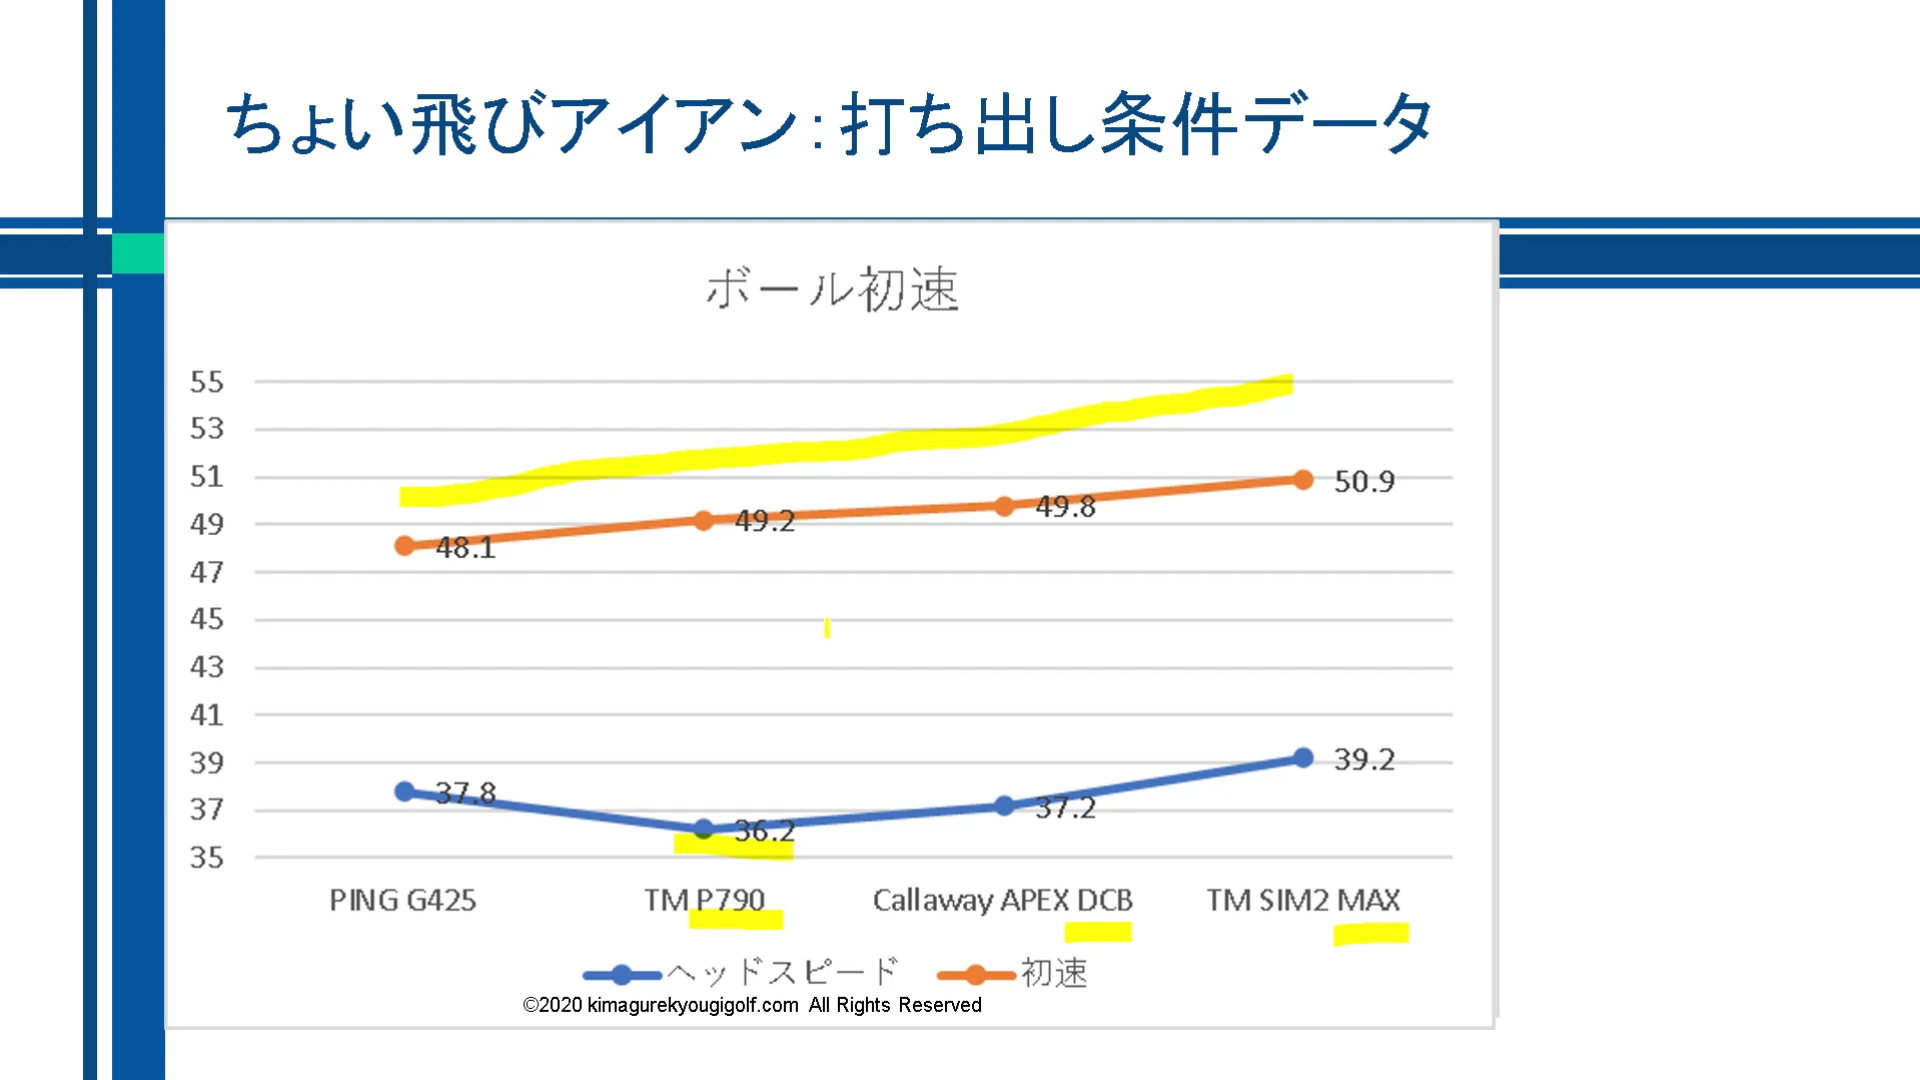 ちょい飛びアイアン：打ち出し条件データ
ボール初速
55
53
51
49
47
45
43
41
39
37
35
48.1
49.2
49.8
50.9
37.8
36.2
37.2
39.2
PING G425
TM P790
Callaway APEX DCB
TM SIM2 MAX
ヘッドスピード
初速
©2020 kimagurekyougigolf.com All Rights Reserved